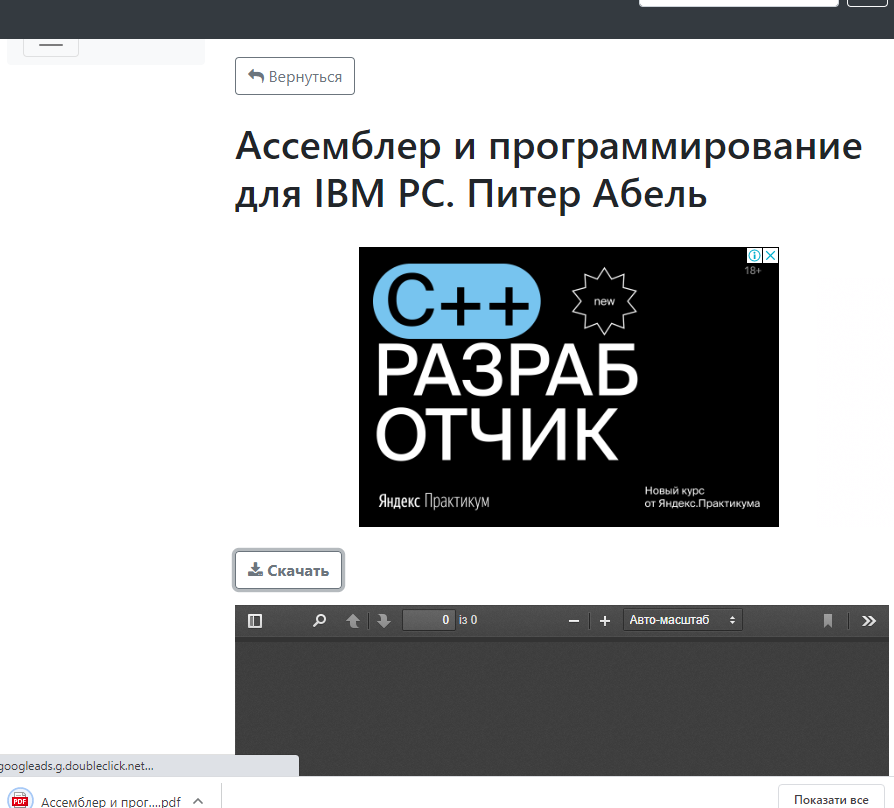 Вернуться
Ассемблер и программирование
для IBM PC. Питер Абель
18+
C++
new
РАЗРАБ
ОТЧИК
Яндекс Практикум
Новый курс
от Яндекс.Практикума
Скачать
0 із 0
Авто-масштаб
googleads.g.doubleclick.net...
PDF
Ассемблер и прог....pdf
Показати все